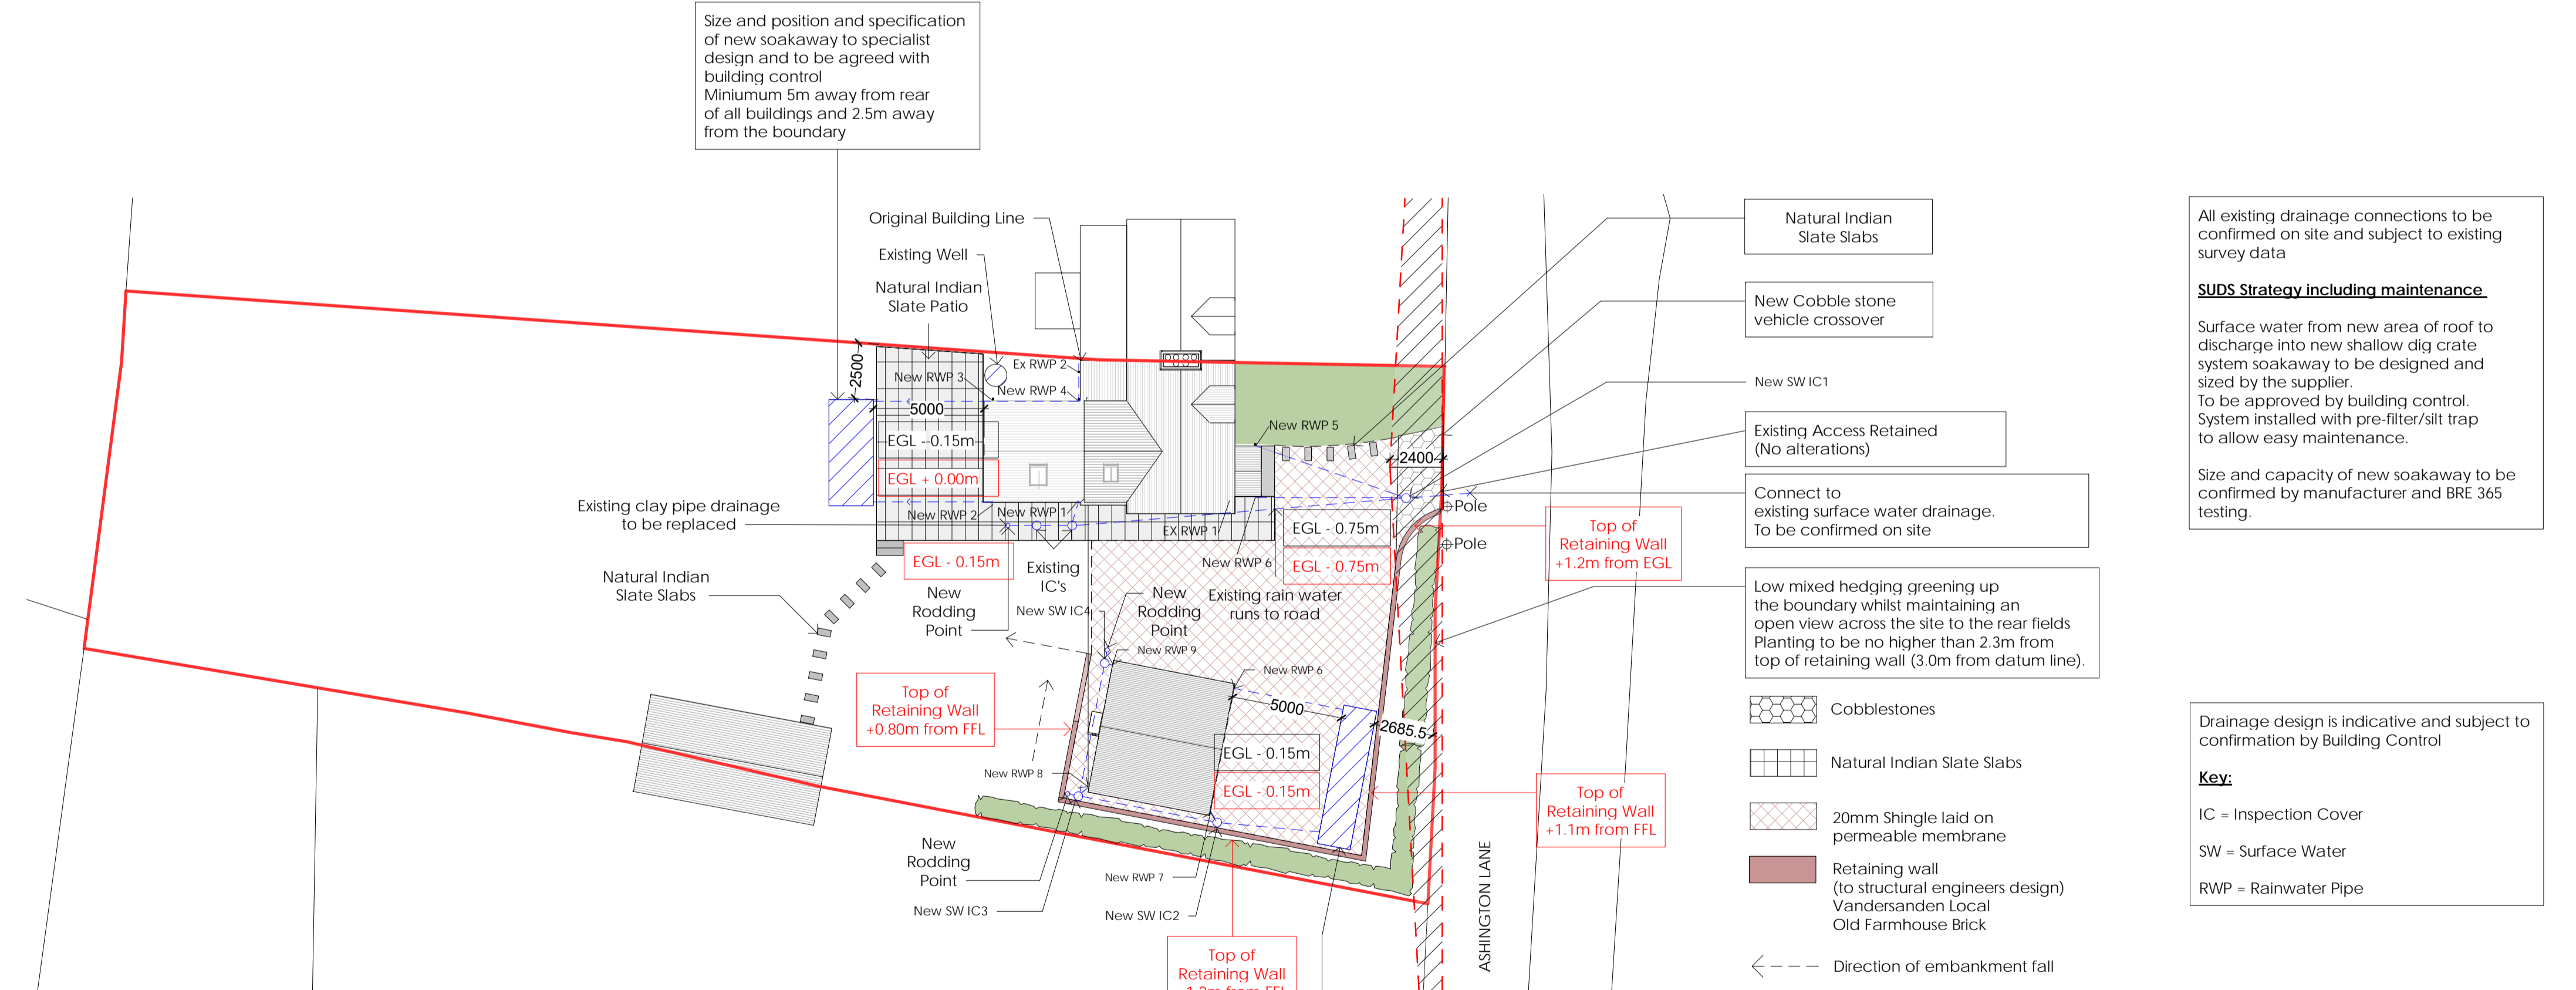 Size and position and specification
of new soakaway to specialist
design and to be agreed with
building control
Miniumum 5m away from rear
of all buildings and 2.5m away
from the boundary
Original Building Line
Existing Well
Natural Indian
Slate Patio
2500
New RWP 3
Ex RWP 2
New RWP 4
5000
EGL - 0.15m
EGL + 0.00m
New RWP 2
New RWP 1
EX RWP 1
New RWP 5
2400
Existing clay pipe drainage
to be replaced
EGL - 0.15m
Existing
IC's
New
Rodding
Point
New SW IC4
New
Rodding
Point
New RWP 6
Existing rain water
runs to road
EGL - 0.75m
EGL - 0.75m
Pole
Pole
Natural Indian
Slate Slabs
New RWP 9
New RWP 6
5000
2685.5
Top of
Retaining Wall
+0.80m from FFL
EGL - 0.15m
EGL - 0.15m
New RWP 8
New
Rodding
Point
New SW IC3
New RWP 7
New SW IC2
Top of
Retaining Wall
ASHINGTON LANE
Top of
Retaining Wall
+1.2m from EGL
Top of
Retaining Wall
+1.1m from FFL
Natural Indian
Slate Slabs
New Cobble stone
vehicle crossover
New SW IC1
Existing Access Retained
(No alterations)
Connect to
existing surface water drainage.
To be confirmed on site
Low mixed hedging greening up
the boundary whilst maintaining an
open view across the site to the rear fields
Planting to be no higher than 2.3m from
top of retaining wall (3.0m from datum line).
Cobblestones
Natural Indian Slate Slabs
20mm Shingle laid on
permeable membrane
Retaining wall
(to structural engineers design)
Vandersanden Local
Old Farmhouse Brick
Direction of embankment fall
All existing drainage connections to be
confirmed on site and subject to existing
survey data
SUDS Strategy including maintenance
Surface water from new area of roof to
discharge into new shallow dig crate
system soakaway to be designed and
sized by the supplier.
To be approved by building control.
System installed with pre-filter/silt trap
to allow easy maintenance.
Size and capacity of new soakaway to be
confirmed by manufacturer and BRE 365
testing.
Drainage design is indicative and subject to
confirmation by Building Control
Key:
IC = Inspection Cover
SW = Surface Water
RWP = Rainwater Pipe